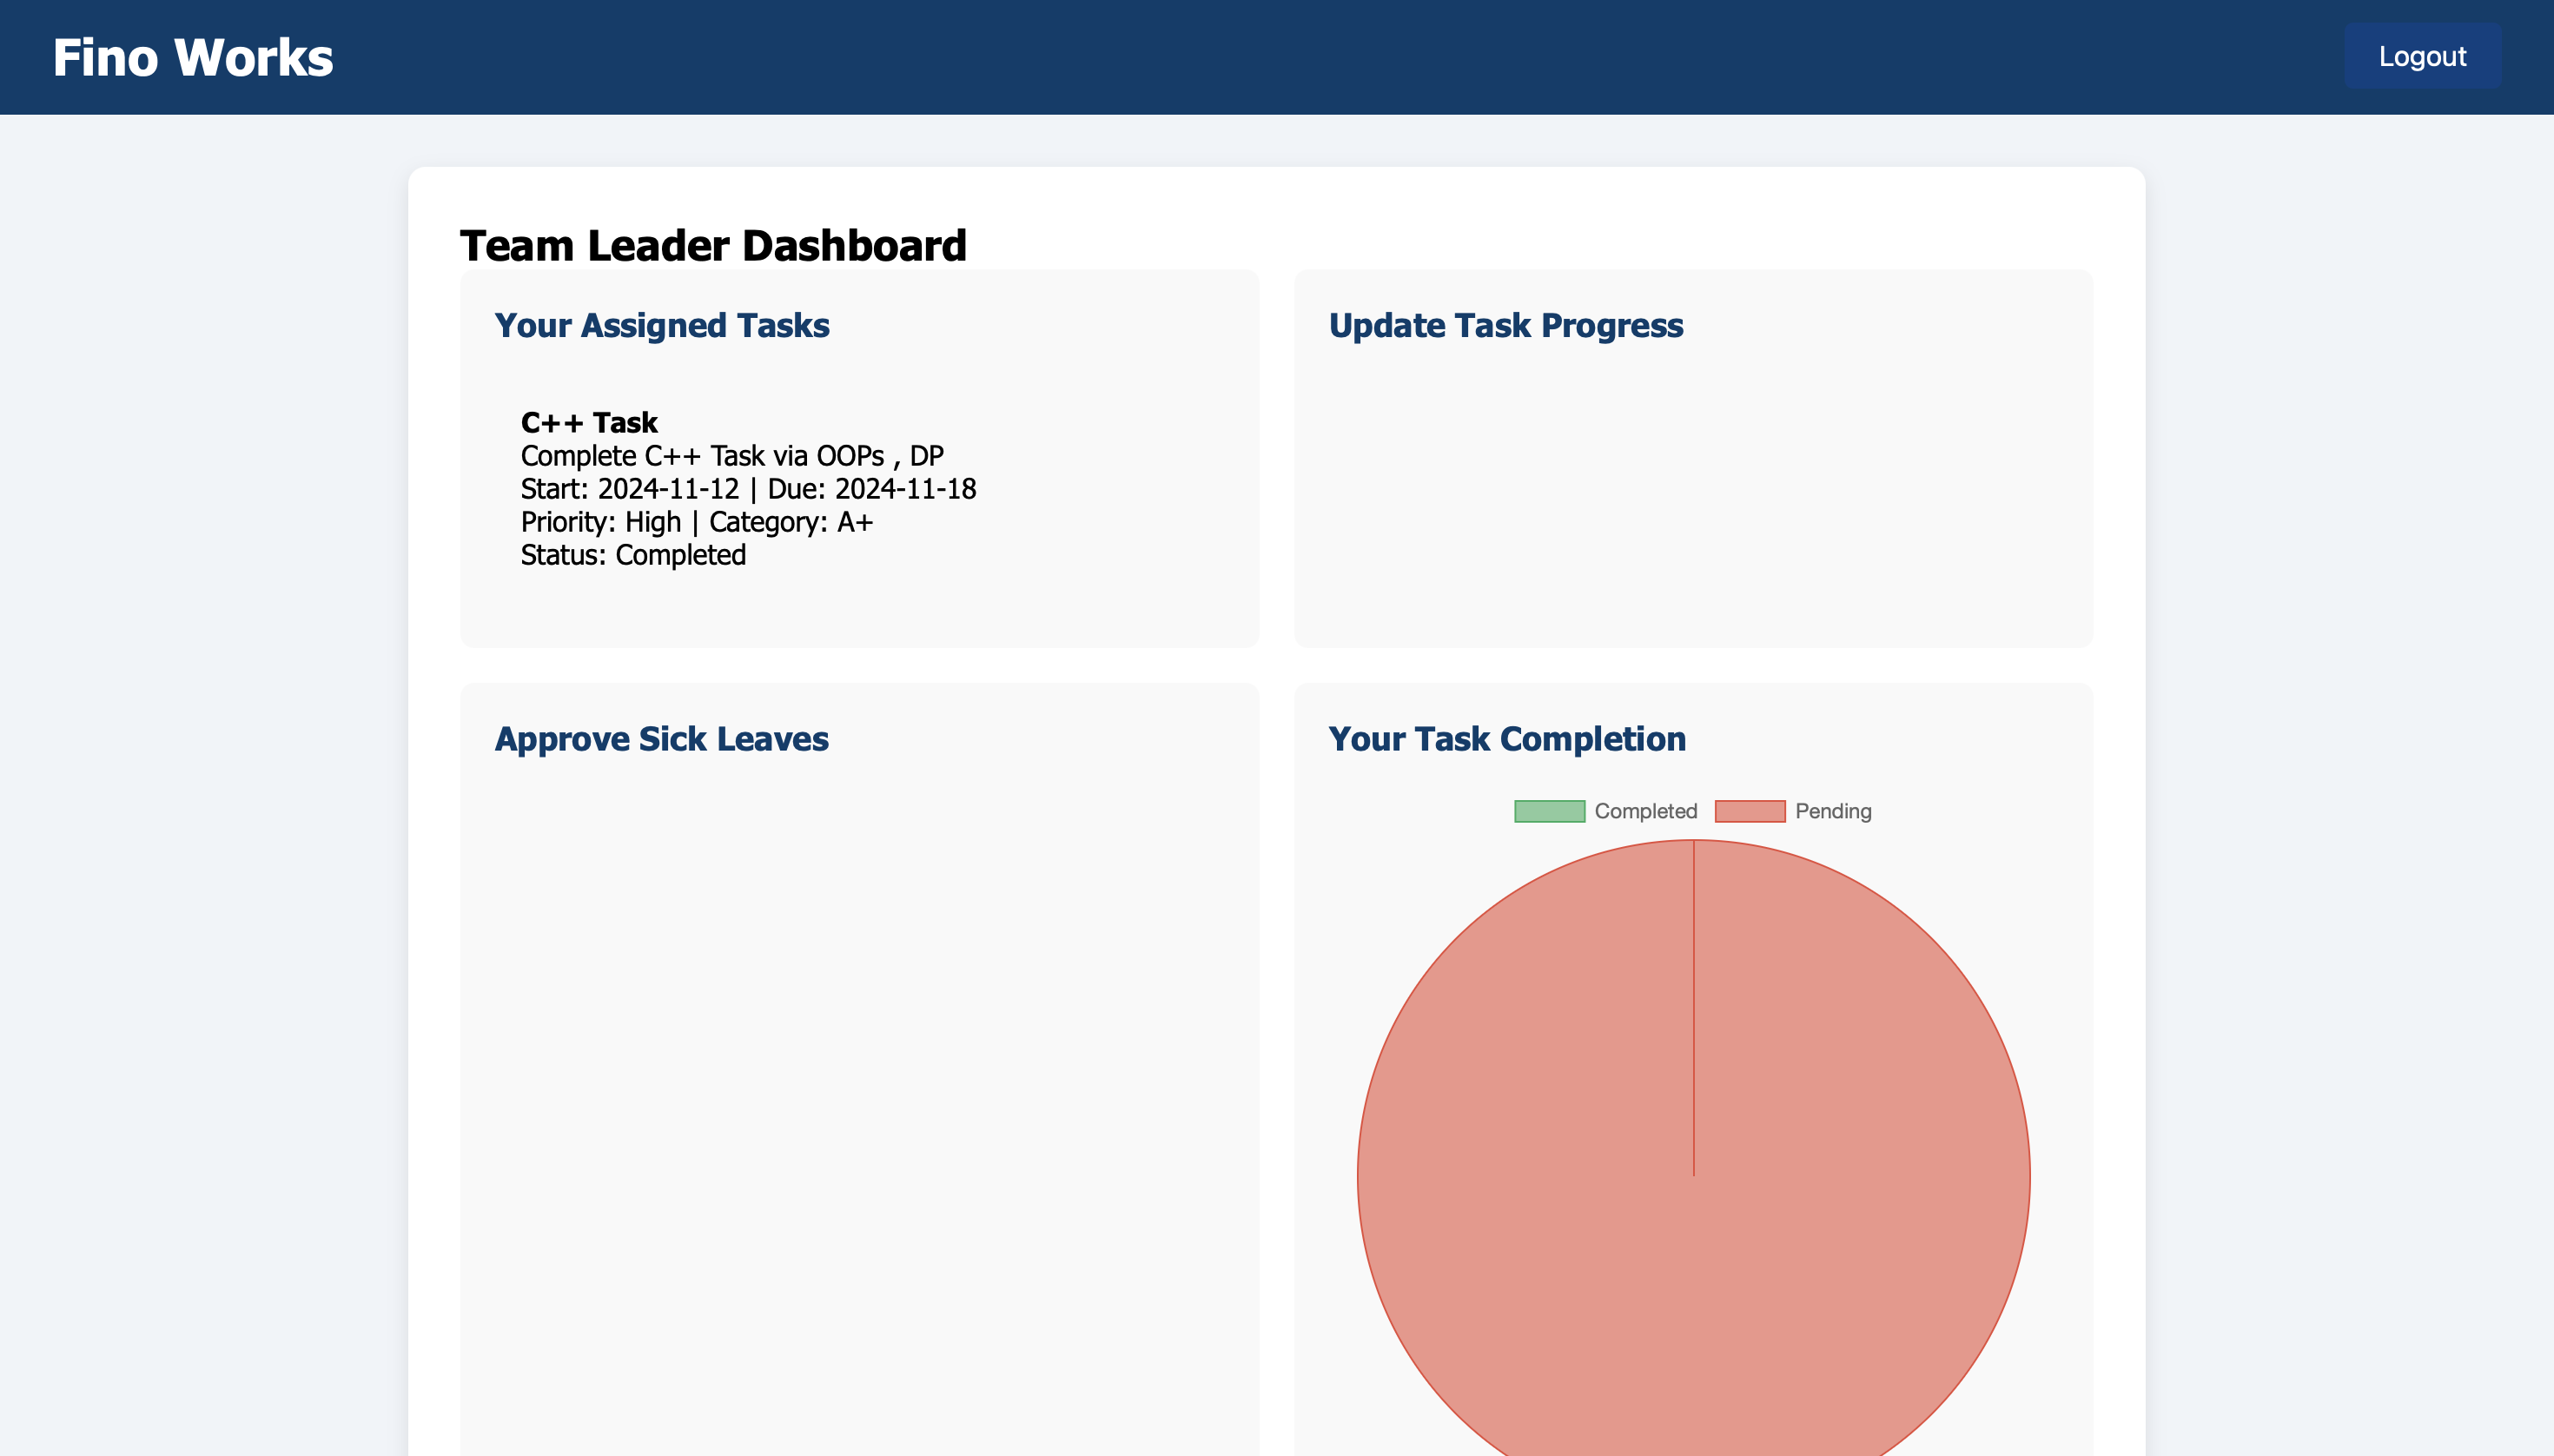 Fino Works
Logout
Team Leader Dashboard
Your Assigned Tasks
C++ Task
Complete C++ Task via OOPs , DP
Start: 2024-11-12 | Due: 2024-11-18
Priority: High | Category: A+
Status: Completed
Update Task Progress
Approve Sick Leaves
Your Task Completion
Completed
Pending